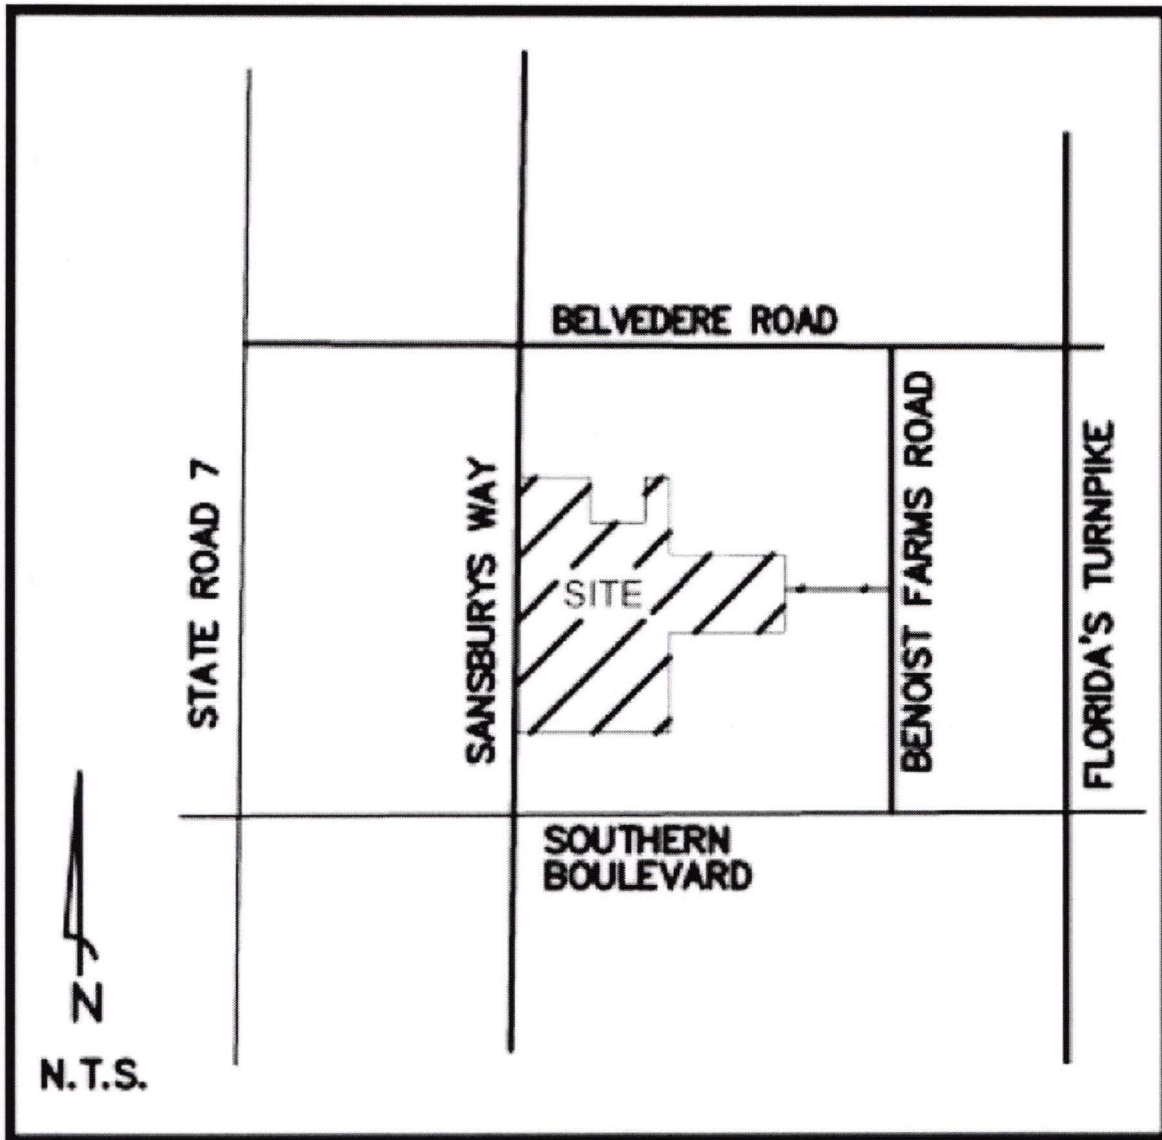 BELVEDERE ROAD
STATE ROAD 7
SANSBURYS WAY
SITE
BENOIST FARMS ROAD
FLORIDA'S TURNPIKE
SOUTHERN
BOULEVARD
N
N.T.S.